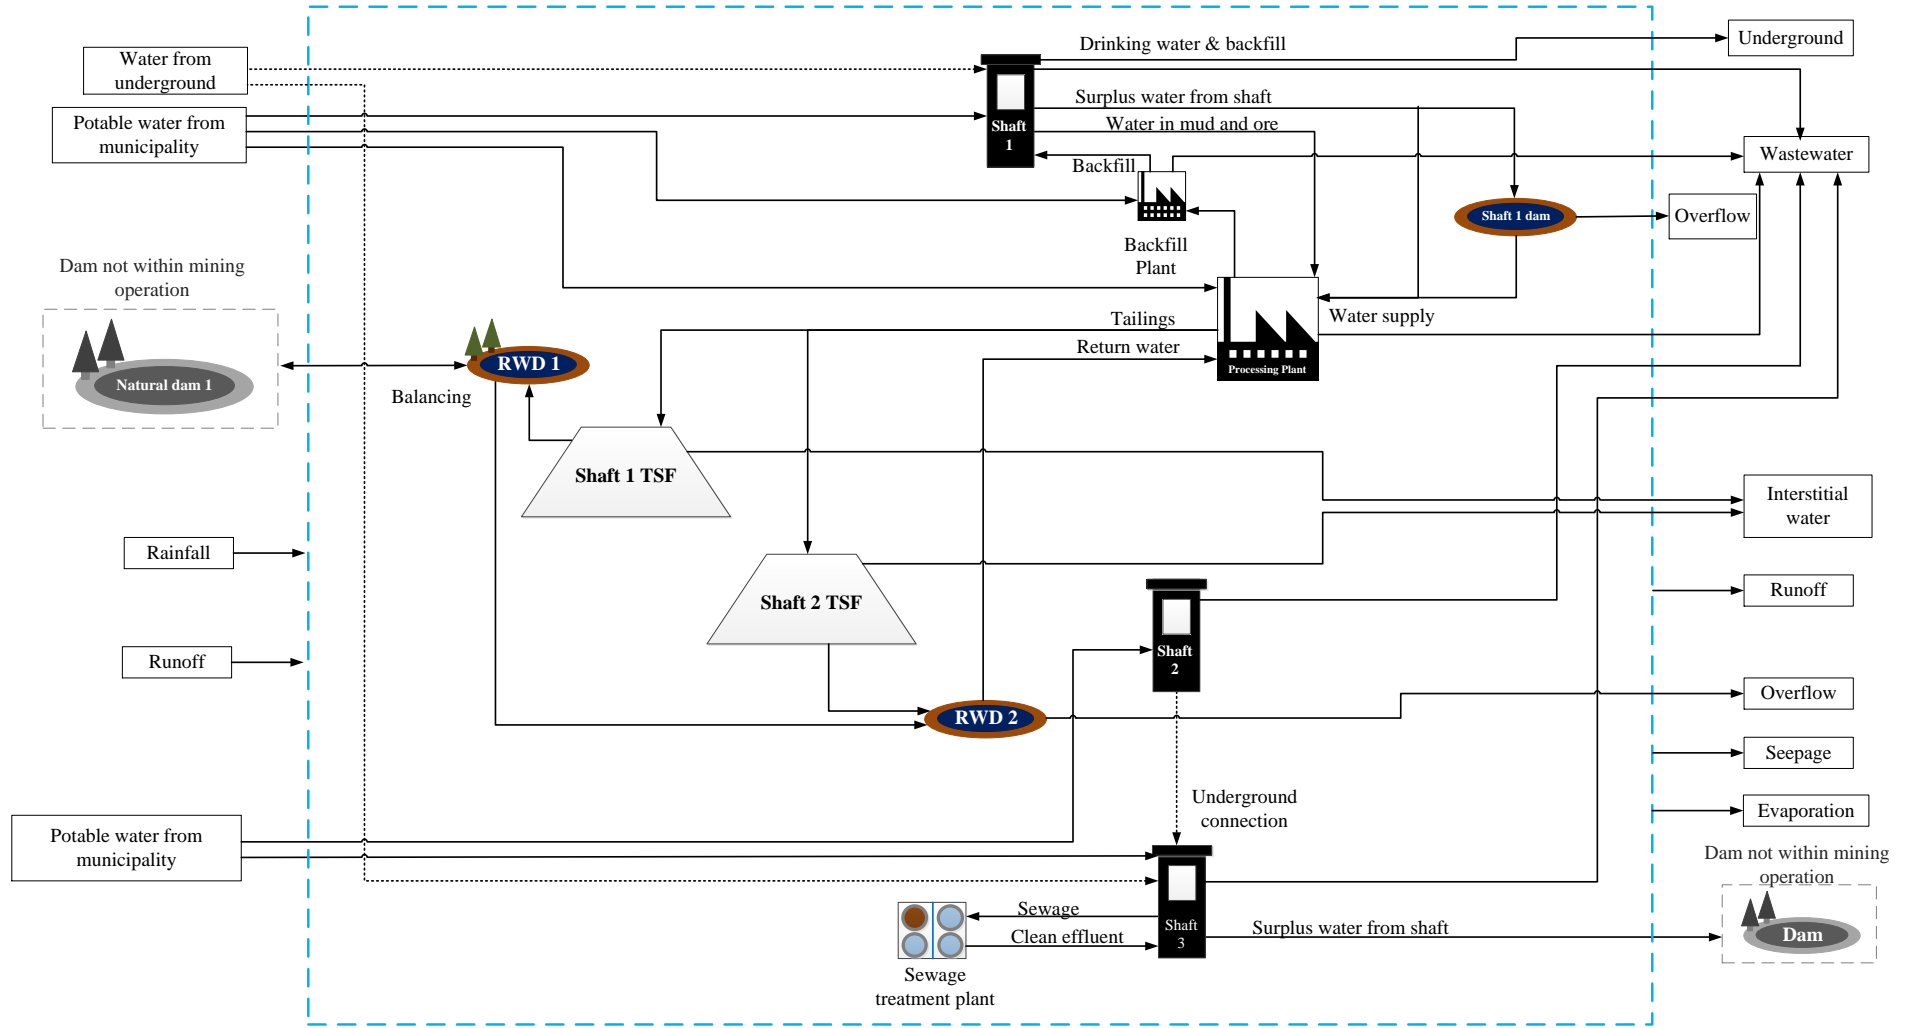 Drinking water & backfill
Underground
Water from
underground
Surplus water from shaft
Potable water from
municipality
Shaft
1
Water in mud and ore
Wastewater
Backfill
Shaft 1 dam
Overflow
Backfill
Plant
Dam not within mining
operation
Tailings
Water supply
Return water
RWD 1
Processing Plant
Natural dam 1
Balancing
Shaft 1 TSF
Interstitial
water
Rainfall
Runoff
Shaft 2 TSF
Runoff
Shaft
2
Overflow
RWD 2
Seepage
Underground
connection
Evaporation
Potable water from
municipality
Dam not within mining
operation
Sewage
Shaft
3
Clean effluent
Surplus water from shaft
Dam
Sewage
treatment plant